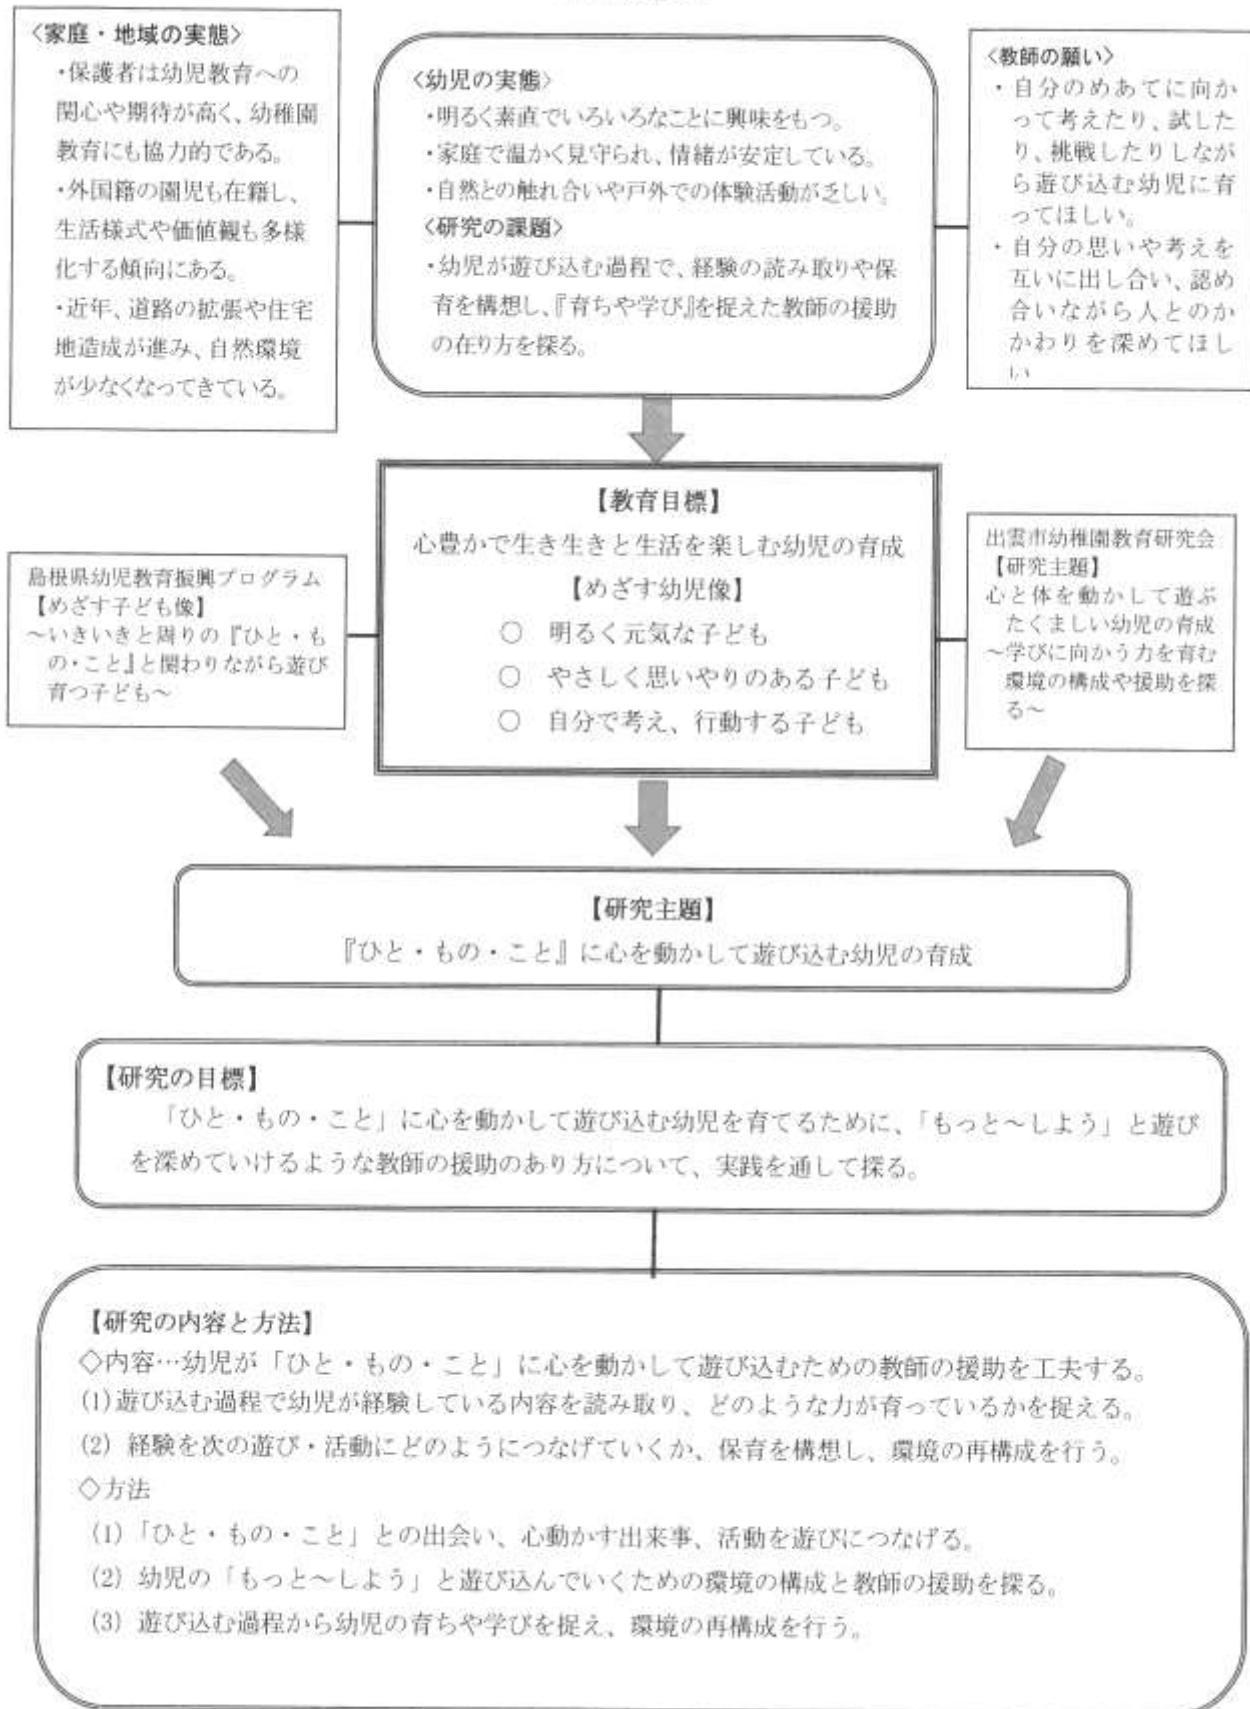 〈家庭・地域の実態〉
・保護者は幼児教育への
関心や期待が高く、幼稚園
教育にも協力的である。
・外国籍の園児も在籍し、
生活様式や価値観も多様
化する傾向にある。
・近年、道路の拡張や住宅
地造成が進み、自然環境
が少なくなってきている。
〈幼児の実態〉
・明るく素直でいろいろなことに興味をもつ。
・家庭で温かく見守られ、情緒が安定している。
・自然との触れ合いや戸外での体験活動が乏しい。
〈研究の課題〉
・幼児が遊び込む過程で、経験の読み取りや保
育を構想し、『育ちや学び』を捉えた教師の援助
の在り方を探る。
〈教師の願い〉
・自分のめあてに向か
って考えたり、試した
り、挑戦したりしなが
ら遊び込む幼児に育
ってほしい。
・自分の思いや考えを
互いに出し合い、認め
合いながら人とのか
かわりを深めてほし
い
【教育目標】
心豊かで生き生きと生活を楽しむ幼児の育成
【めざす幼児像】
○ 明るく元気な子ども
○ やさしく思いやりのある子ども
○ 自分で考え、行動する子ども
島根県幼児教育振興プログラム
【めざす子ども像】
～いきいきと周りの『ひと・も
の・こと』と関わりながら遊び
育つ子ども～
出雲市幼稚園教育研究会
【研究主題】
心と体を動かして遊ぶ
たくましい幼児の育成
～学びに向かう力を育む
環境の構成や援助を探
る～
【研究主題】
『ひと・もの・こと』に心を動かして遊び込む幼児の育成
【研究の目標】
「ひと・もの・こと」に心を動かして遊び込む幼児を育てるために、「もっと～しよう」と遊び
を深めていけるような教師の援助のあり方について、実践を通して探る。
【研究の内容と方法】
◇内容…幼児が「ひと・もの・こと」に心を動かして遊び込むための教師の援助を工夫する。
(1)遊び込む過程で幼児が経験している内容を読み取り、どのような力が育っているかを捉える。
(2) 経験を次の遊び・活動にどのようにつなげていくか、保育を構想し、環境の再構成を行う。
◇方法
(1)「ひと・もの・こと」との出会い、心動かす出来事、活動を遊びにつなげる。
(2) 幼児の「もっと～しよう」と遊び込んでいくための環境の構成と教師の援助を探る。
(3) 遊び込む過程から幼児の育ちや学びを捉え、環境の再構成を行う。